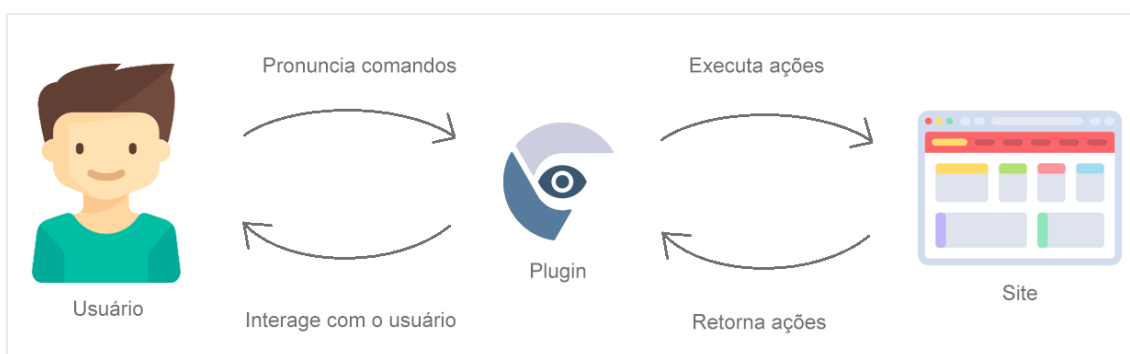 Pronuncia comandos
Executa ações
Plugin
Usuário
Site
Interage com o usuário
Retorna ações